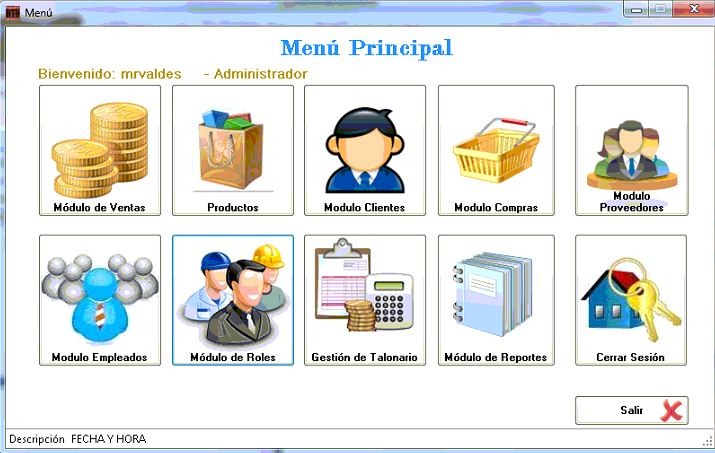 Menú
Menú Principal
Bienvenido: mrvaldes - Administrador
Módulo de Ventas
Productos
Modulo Clientes
Modulo Compras
Modulo
Proveedores
Modulo Empleados
Módulo de Roles
Gestión de Talonario
Módulo de Reportes
Cerrar Sesión
Salir
Descripción FECHA Y HORA